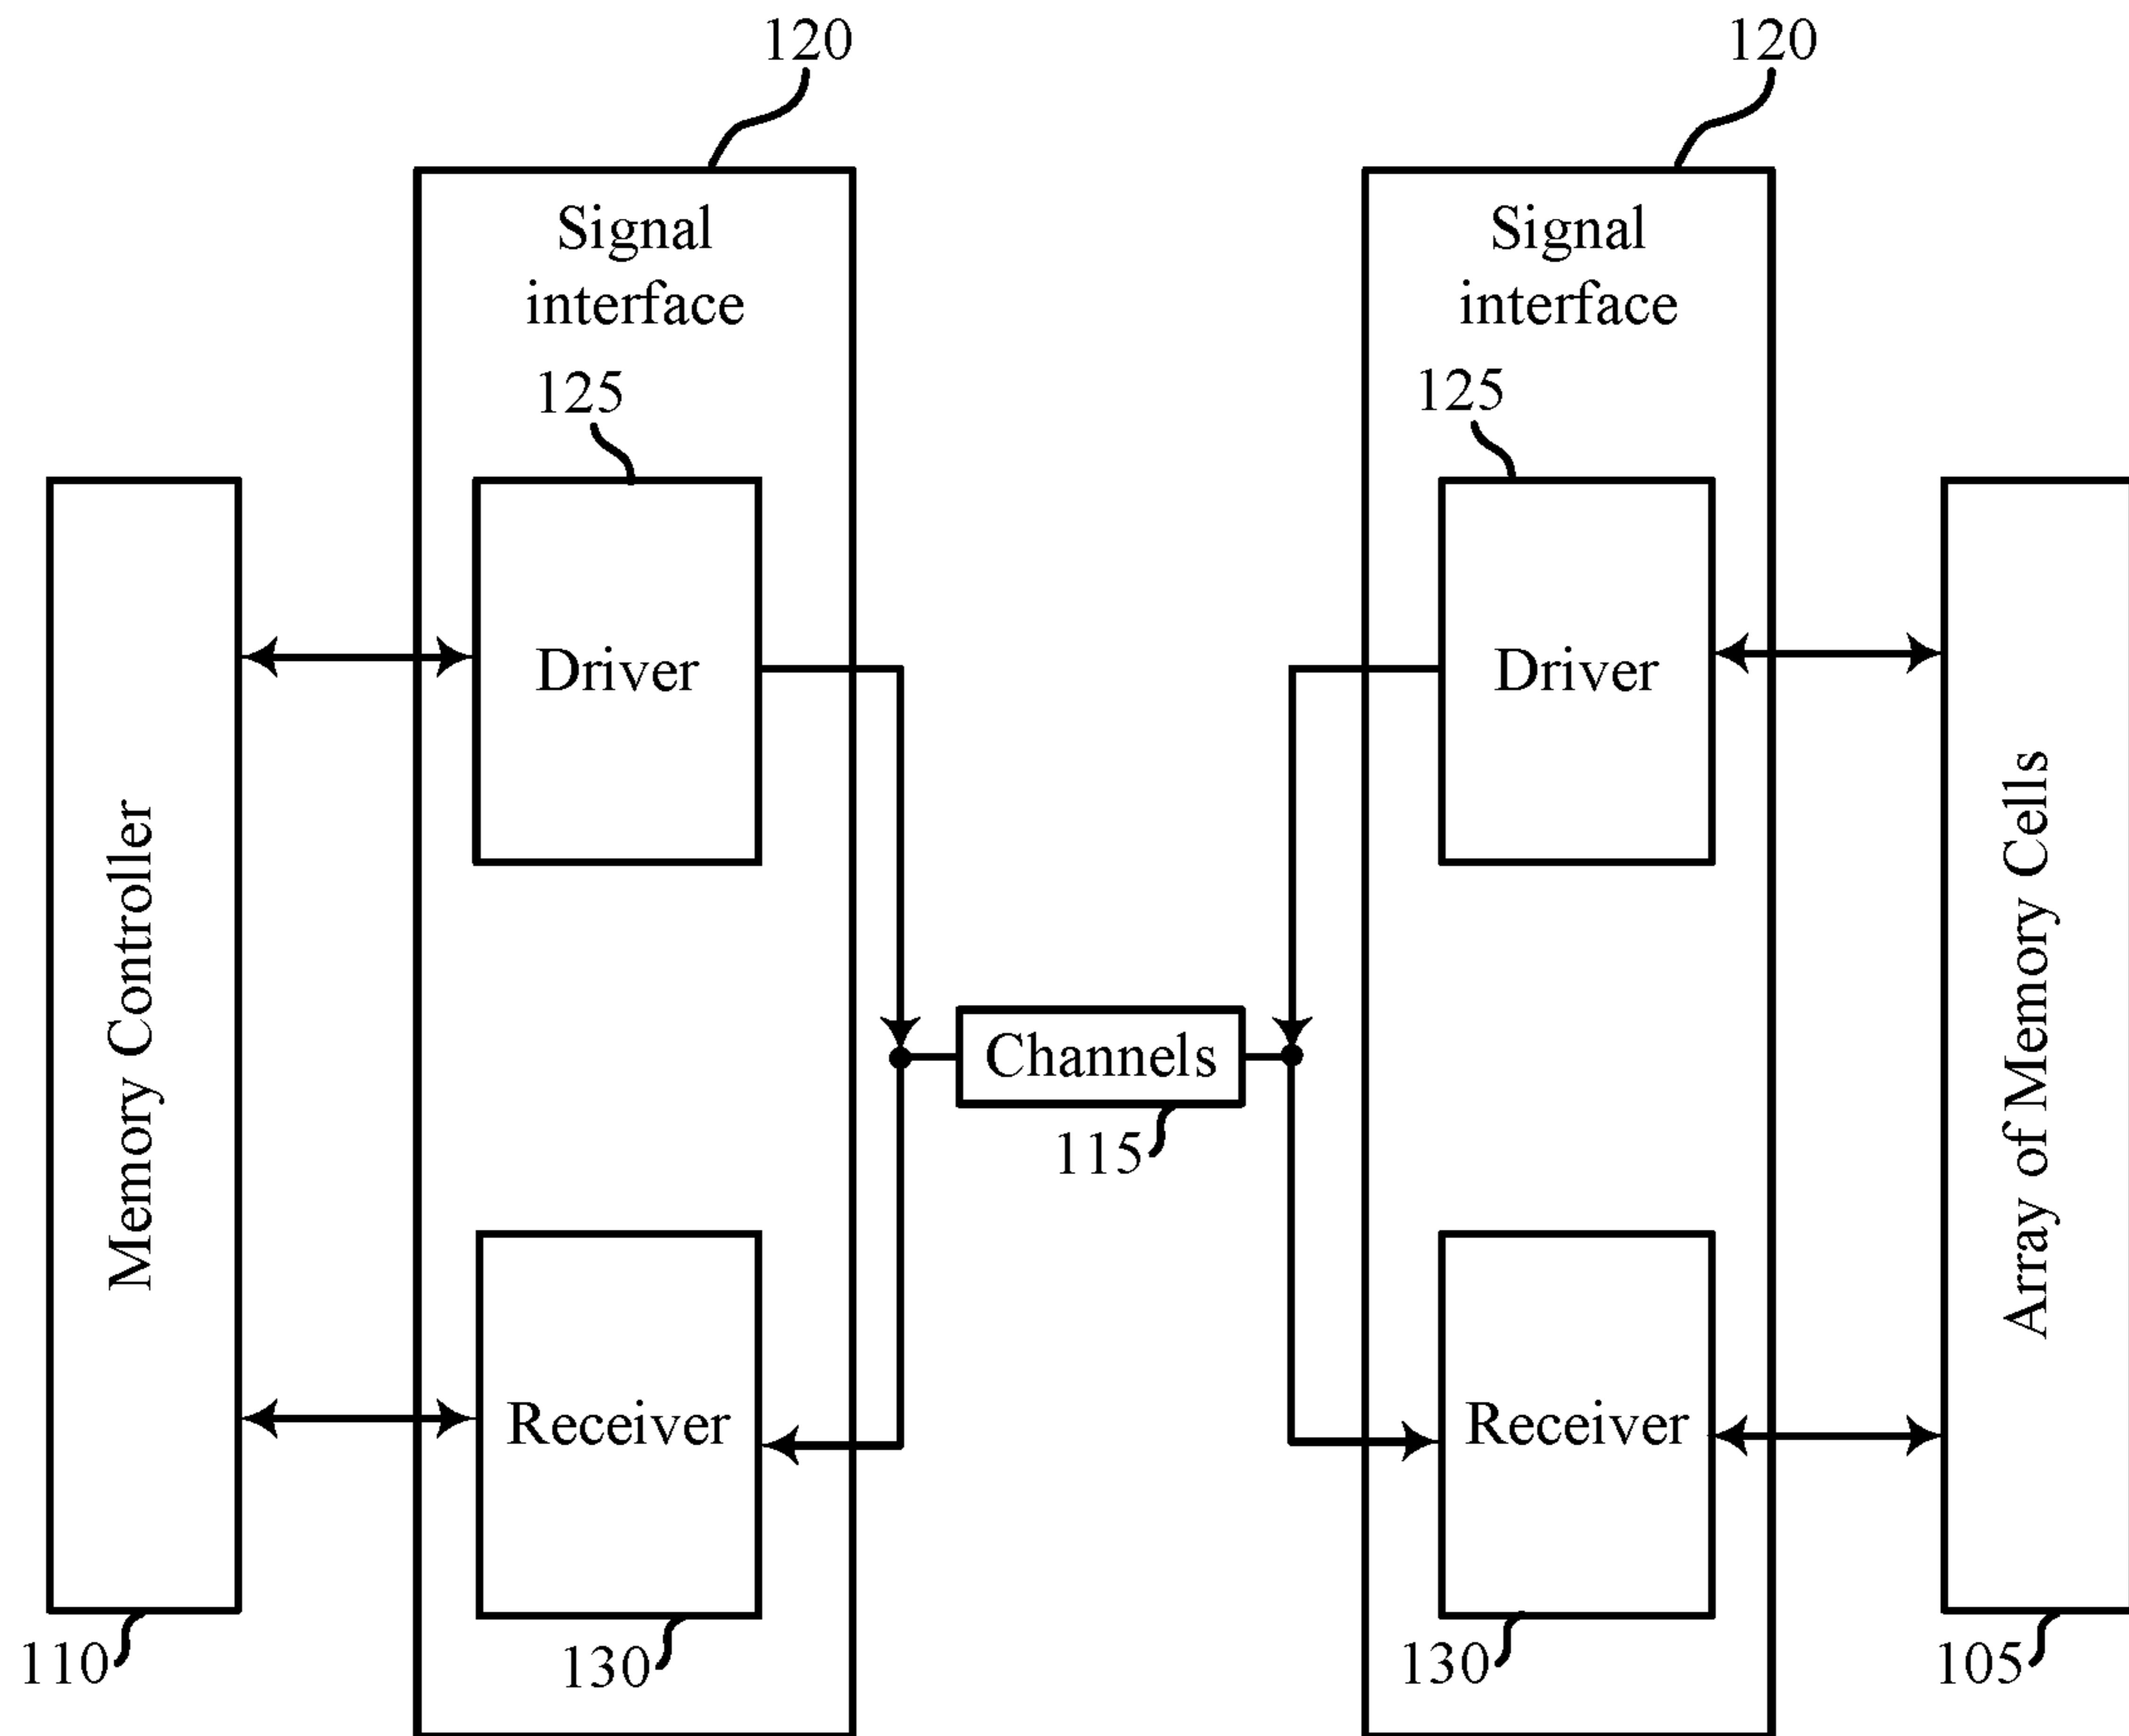 120
120
Signal
interface
Signal
interface
125
125
Driver
Driver
Memory Controller
Array of Memory Cells
Channels
115
Receiver
Receiver
110
130
130
105